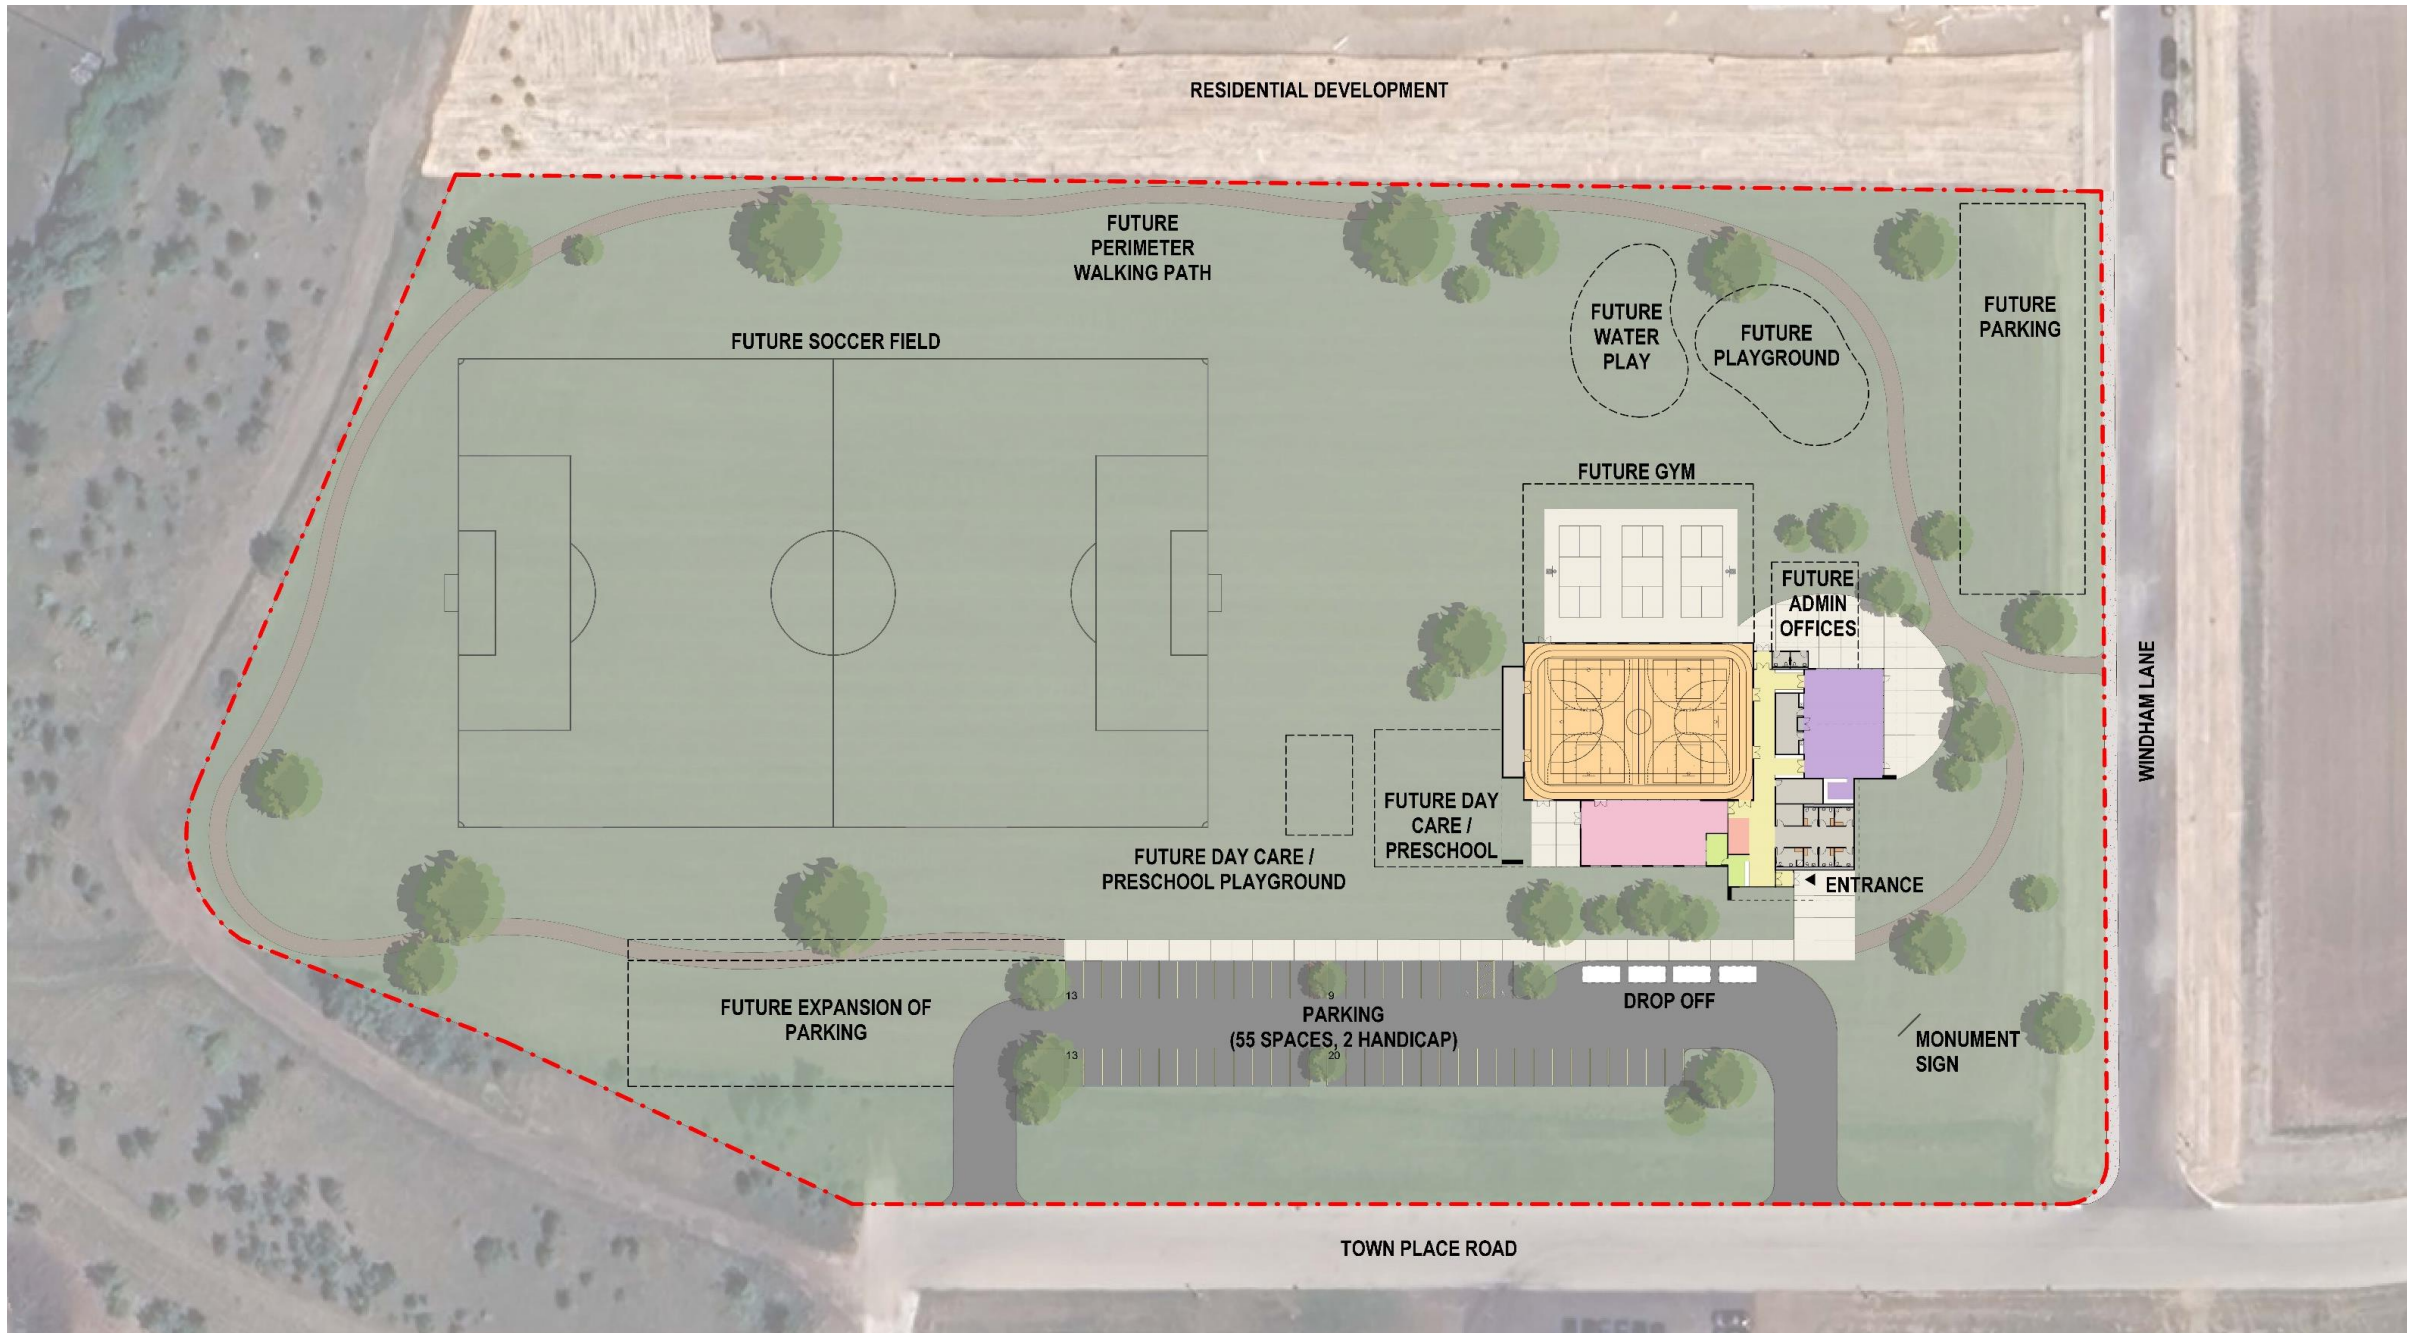 RESIDENTIAL DEVELOPMENT
FUTURE
PERIMETER
WALKING PATH
FUTURE SOCCER FIELD
FUTURE
WATER
PLAY
FUTURE
PLAYGROUND
FUTURE
PARKING
FUTURE GYM
FUTURE
ADMIN
OFFICES
WINDHAM LANE
FUTURE DAY
CARE /
PRESCHOOL
FUTURE DAY CARE /
PRESCHOOL PLAYGROUND
ENTRANCE
FUTURE EXPANSION OF
PARKING
13
9
PARKING
(55 SPACES, 2 HANDICAP)
13
20
DROP OFF
MONUMENT
SIGN
TOWN PLACE ROAD